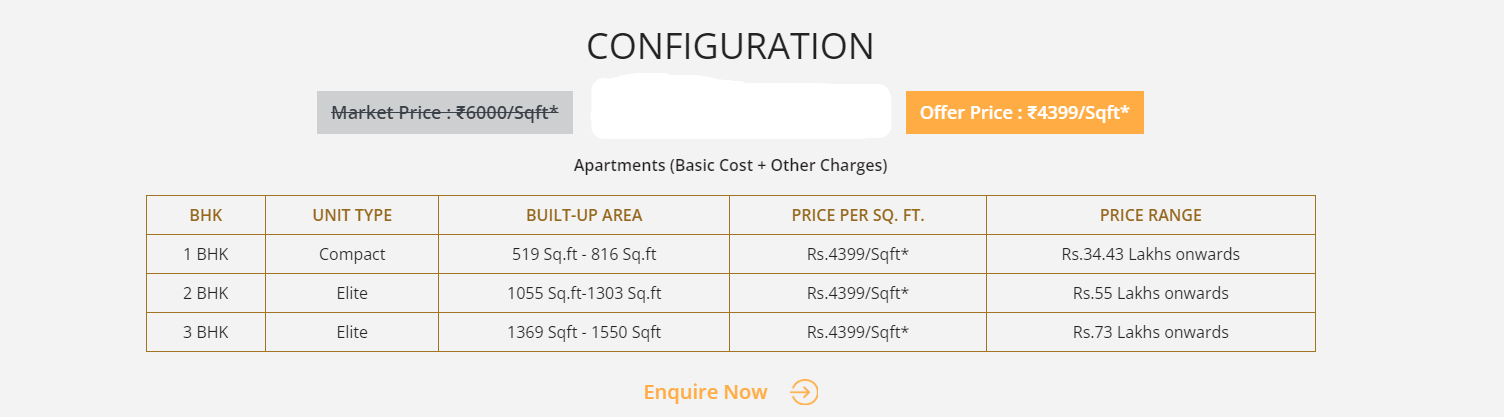 CONFIGURATION
Market Price : ₹6000/Sqft*
Offer Price : ₹4399/Sqft*
Apartments (Basic Cost + Other Charges)
BHK UNIT TYPE BUILT-UP AREA PRICE PER SQ. FT. PRICE RANGE
1 BHK Compact 519 Sq.ft - 816 Sq.ft Rs.4399/Sqft* Rs.34.43 Lakhs onwards
2 BHK Elite 1055 Sq.ft-1303 Sq.ft Rs.4399/Sqft* Rs.55 Lakhs onwards
3 BHK Elite 1369 Sqft - 1550 Sqft Rs.4399/Sqft* Rs.73 Lakhs onwards
Enquire Now